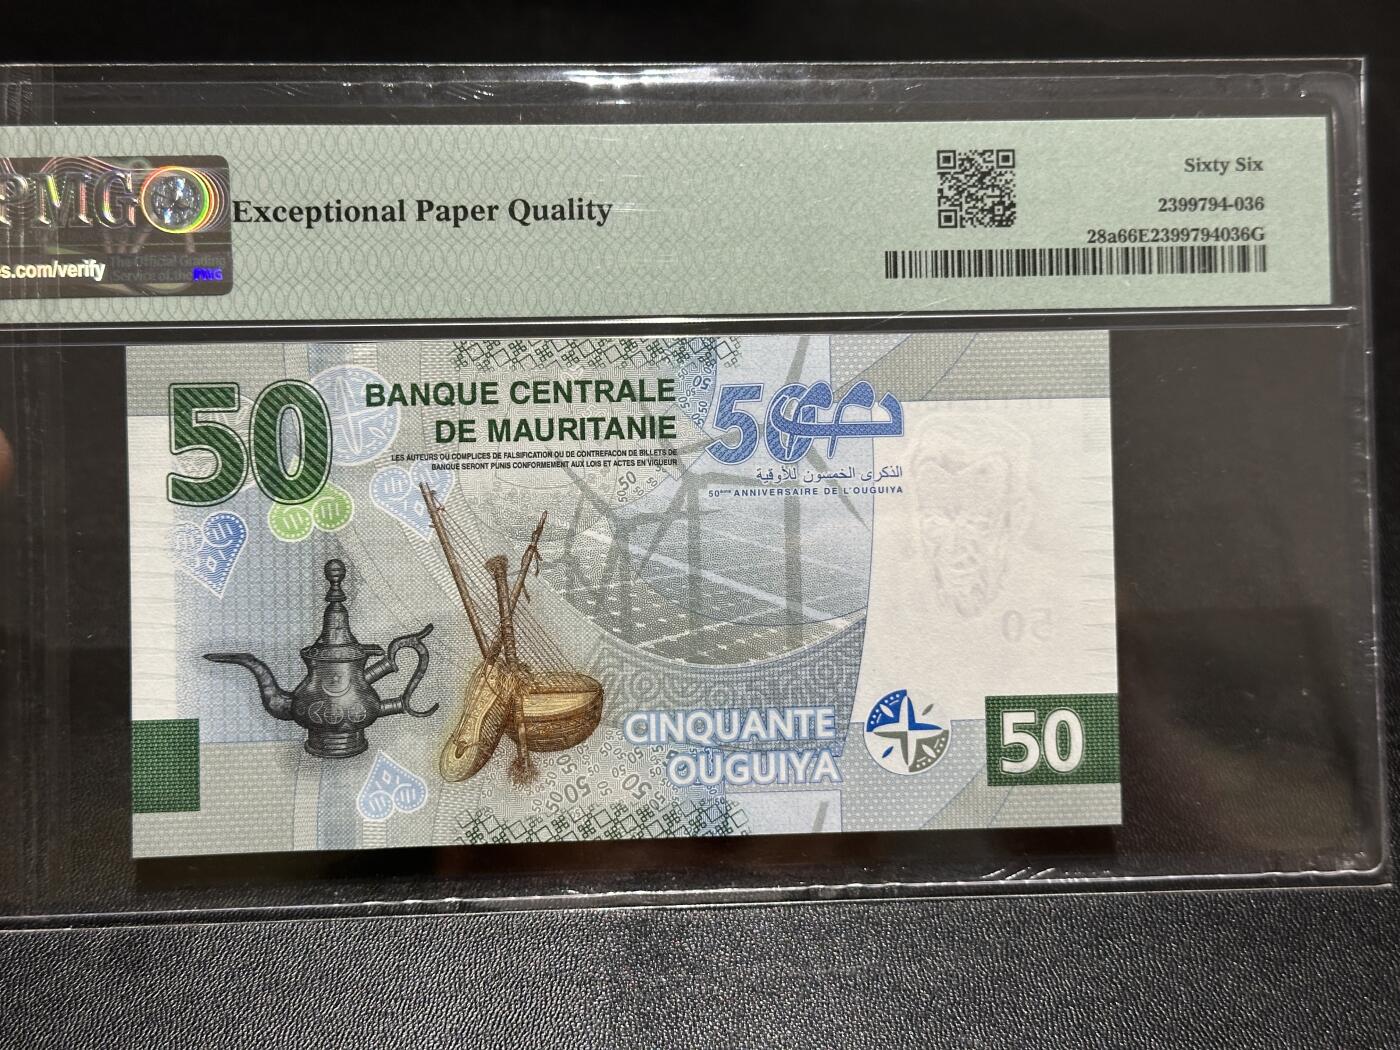 PMG
The Official Grading
Service of the PMG
s.com/verify
Exceptional Paper Quality
Sixty Six
2399794-036
28a66E2399794036G
50
BANQUE CENTRALE
DE MAURITANIE
LES AUTEURS OU COMPLICES DE FALSIFICATION OU DE CONTREFACON DE BILLETS DE
BANQUE SERONT PUNIS CONFORMEMENT AUX LOIS ET ACTES EN VIGUEUR
50
الذكرى الخمسون للأوقية
50ème ANNIVERSAIRE DE L'OUGUIYA
CINQUANTE
OUGUIYA
50